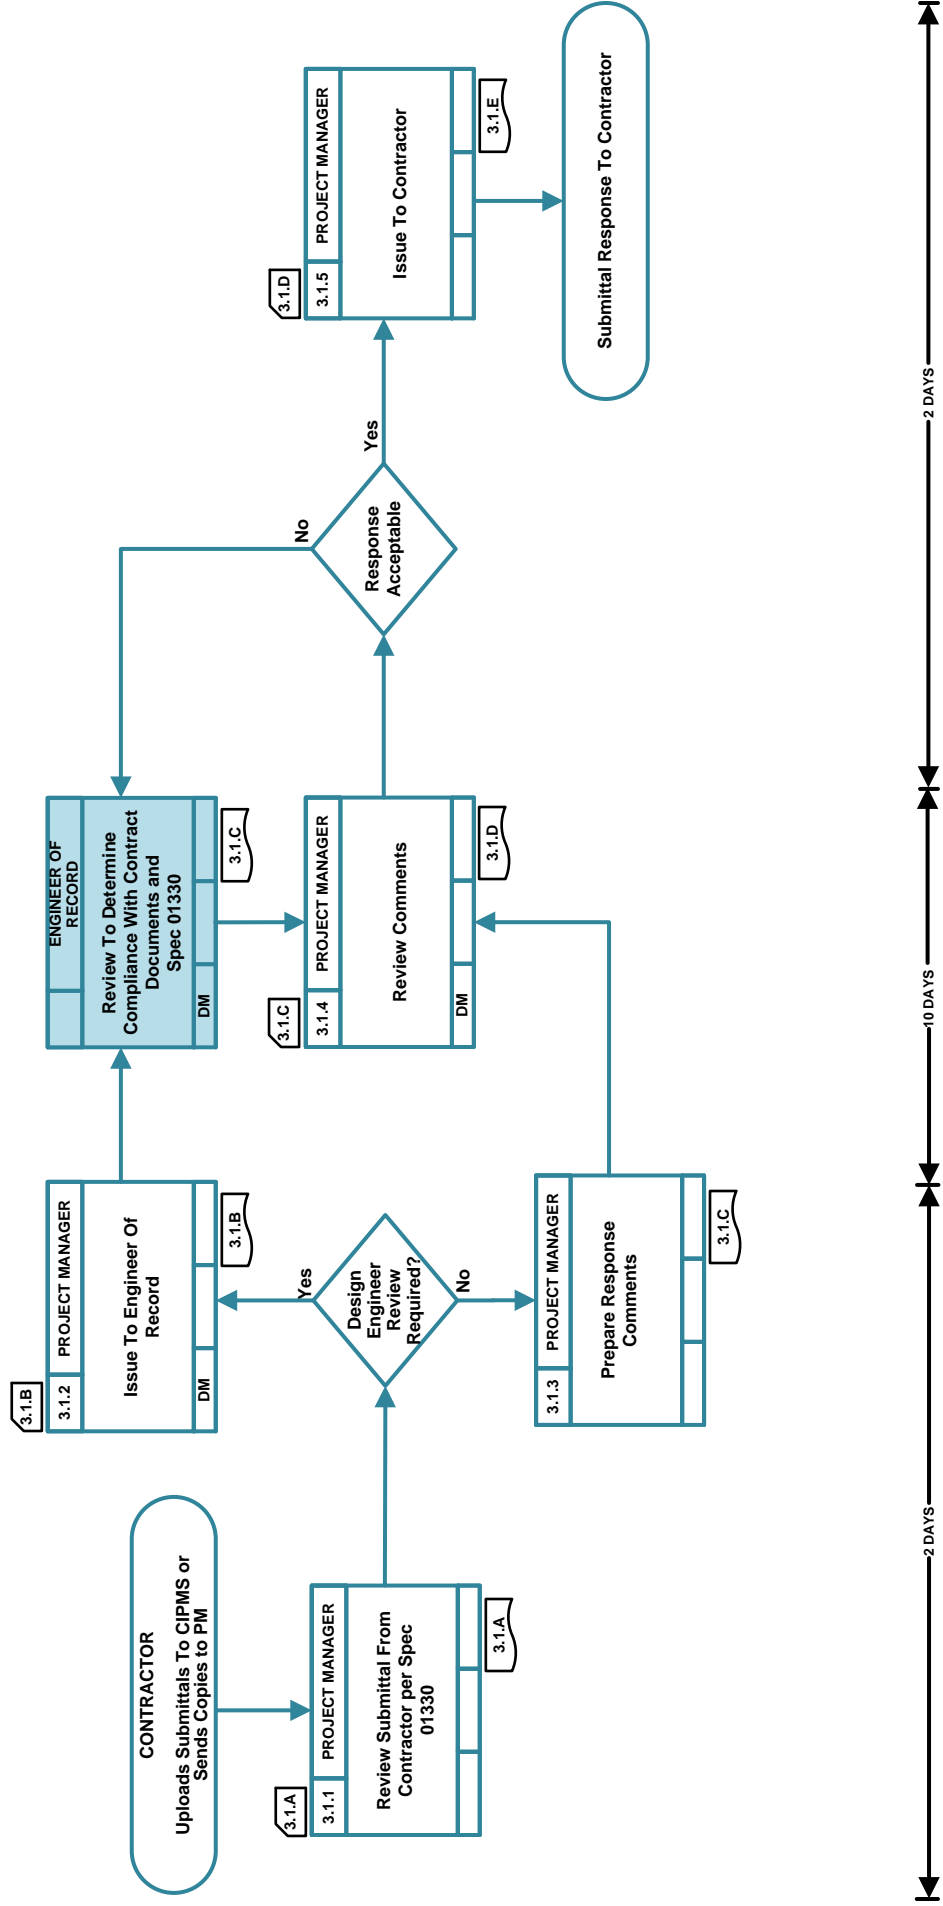 CONTRACTOR
Uploads Submittals To CIPMS or
Sends Copies to PM
3.1.A
3.1.1
PROJECT MANAGER
Review Submittal From
Contractor per Spec
01330
3.1.A
Design
Engineer
Review
Required?
Yes
No
3.1.B
3.1.2
PROJECT MANAGER
Issue To Engineer Of
Record
DM
3.1.B
3.1.3
PROJECT MANAGER
Prepare Response
Comments
3.1.C
ENGINEER OF
RECORD
Review To Determine
Compliance With Contract
Documents and
Spec 01330
DM
3.1.C
3.1.C
3.1.4
PROJECT MANAGER
Review Comments
DM
3.1.D
Response
Acceptable
No
Yes
3.1.D
3.1.5
PROJECT MANAGER
Issue To Contractor
3.1.E
Submittal Response To Contractor
2 DAYS
10 DAYS
2 DAYS